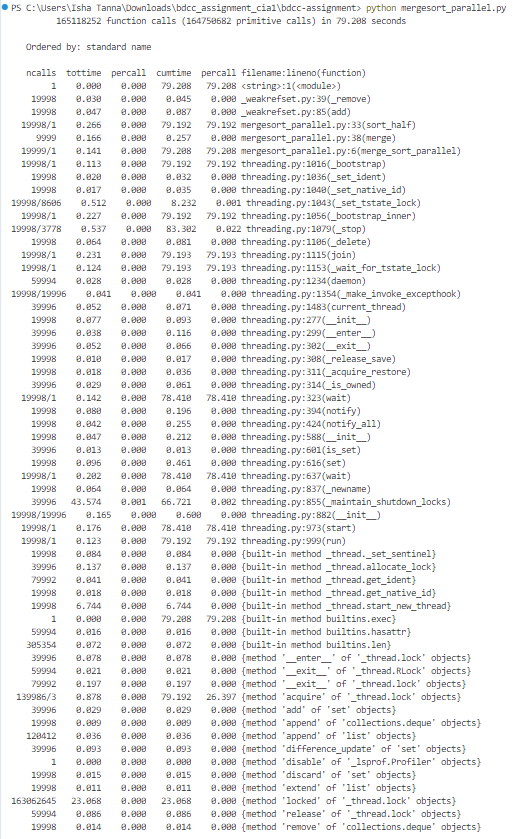 PS C:\Users\Isha Tanna\Downloads\bdcc_assignment_cia1\bdcc-assignment> python mergesort_parallel.py
165118252 function calls (164750682 primitive calls) in 79.208 seconds
Ordered by: standard name
ncalls tottime percall cumtime percall filename:lineno(function)
1 0.000 0.000 79.208 79.208 <string>:1(<module>)
19998 0.030 0.000 0.045 0.000 _weakrefset.py:39(_remove)
19998 0.047 0.000 0.087 0.000 _weakrefset.py:85(add)
19998/1 0.266 0.000 79.192 79.192 mergesort_parallel.py:33(sort_half)
9999 0.166 0.000 0.257 0.000 mergesort_parallel.py:38(merge)
19999/1 0.141 0.000 79.208 79.208 mergesort_parallel.py:6(merge_sort_parallel)
19998/1 0.113 0.000 79.192 79.192 threading.py:1016(_bootstrap)
19998 0.020 0.000 0.032 0.000 threading.py:1036(_set_ident)
19998 0.017 0.000 0.035 0.000 threading.py:1040(_set_native_id)
19998/8606 0.512 0.000 8.232 0.001 threading.py:1043(_set_tstate_lock)
19998/1 0.227 0.000 79.192 79.192 threading.py:1056(_bootstrap_inner)
19998/3778 0.537 0.000 83.302 0.022 threading.py:1079(_stop)
19998 0.064 0.000 0.081 0.000 threading.py:1106(_delete)
19998/1 0.231 0.000 79.193 79.193 threading.py:1115(join)
19998/1 0.124 0.000 79.193 79.193 threading.py:1153(_wait_for_tstate_lock)
59994 0.028 0.000 0.028 0.000 threading.py:1234(daemon)
19998/19996 0.041 0.000 0.041 0.000 threading.py:1354(_make_invoke_excepthook)
39996 0.052 0.000 0.071 0.000 threading.py:1483(current_thread)
19998 0.077 0.000 0.093 0.000 threading.py:277(__init__)
39996 0.038 0.000 0.116 0.000 threading.py:299(__enter__)
39996 0.052 0.000 0.066 0.000 threading.py:302(__exit__)
19998 0.010 0.000 0.017 0.000 threading.py:308(_release_save)
19998 0.018 0.000 0.036 0.000 threading.py:311(_acquire_restore)
39996 0.029 0.000 0.061 0.000 threading.py:314(_is_owned)
19998/1 0.142 0.000 78.410 78.410 threading.py:323(wait)
19998 0.080 0.000 0.196 0.000 threading.py:394(notify)
19998 0.042 0.000 0.255 0.000 threading.py:424(notify_all)
19998 0.047 0.000 0.212 0.000 threading.py:588(__init__)
39996 0.013 0.000 0.013 0.000 threading.py:601(is_set)
19998 0.096 0.000 0.461 0.000 threading.py:616(set)
19998/1 0.202 0.000 78.410 78.410 threading.py:637(wait)
19998 0.064 0.000 0.064 0.000 threading.py:837(_newname)
39996 43.574 0.001 66.721 0.002 threading.py:855(_maintain_shutdown_locks)
19998/19996 0.165 0.000 0.600 0.000 threading.py:882(__init__)
19998/1 0.176 0.000 78.410 78.410 threading.py:973(start)
19998/1 0.123 0.000 79.192 79.192 threading.py:999(run)
19998 0.084 0.000 0.084 0.000 {built-in method _thread._set_sentinel}
39996 0.137 0.000 0.137 0.000 {built-in method _thread.allocate_lock}
79992 0.041 0.000 0.041 0.000 {built-in method _thread.get_ident}
19998 0.018 0.000 0.018 0.000 {built-in method _thread.get_native_id}
19998 6.744 0.000 6.744 0.000 {built-in method _thread.start_new_thread}
1 0.000 0.000 79.208 79.208 {built-in method builtins.exec}
59994 0.016 0.000 0.016 0.000 {built-in method builtins.hasattr}
305354 0.072 0.000 0.072 0.000 {built-in method builtins.len}
39996 0.078 0.000 0.078 0.000 {method '__enter__' of '_thread.lock' objects}
59994 0.021 0.000 0.021 0.000 {method '__exit__' of '_thread.RLock' objects}
79992 0.197 0.000 0.197 0.000 {method '__exit__' of '_thread.lock' objects}
139986/3 0.878 0.000 79.192 26.397 {method 'acquire' of '_thread.lock' objects}
39996 0.029 0.000 0.029 0.000 {method 'add' of 'set' objects}
19998 0.009 0.000 0.009 0.000 {method 'append' of 'collections.deque' objects}
120412 0.036 0.000 0.036 0.000 {method 'append' of 'list' objects}
39996 0.093 0.000 0.093 0.000 {method 'difference_update' of 'set' objects}
1 0.000 0.000 0.000 0.000 {method 'disable' of '_lsprof.Profiler' objects}
19998 0.015 0.000 0.015 0.000 {method 'discard' of 'set' objects}
19998 0.011 0.000 0.011 0.000 {method 'extend' of 'list' objects}
163062645 23.068 0.000 23.068 0.000 {method 'locked' of '_thread.lock' objects}
59994 0.086 0.000 0.086 0.000 {method 'release' of '_thread.lock' objects}
19998 0.014 0.000 0.014 0.000 {method 'remove' of 'collections.deque' objects}